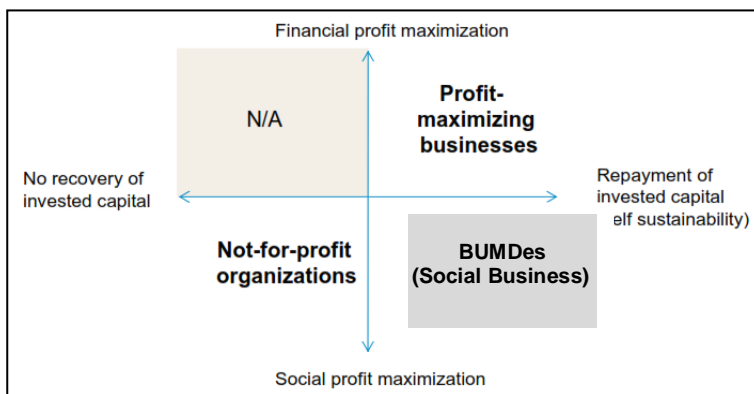 Financial profit maximization
N/A
Profit-
maximizing
businesses
No recovery of
invested capital
Repayment of
invested capital
elf sustainability)
Not-for-profit
organizations
BUMDes
(Social Business)
Social profit maximization